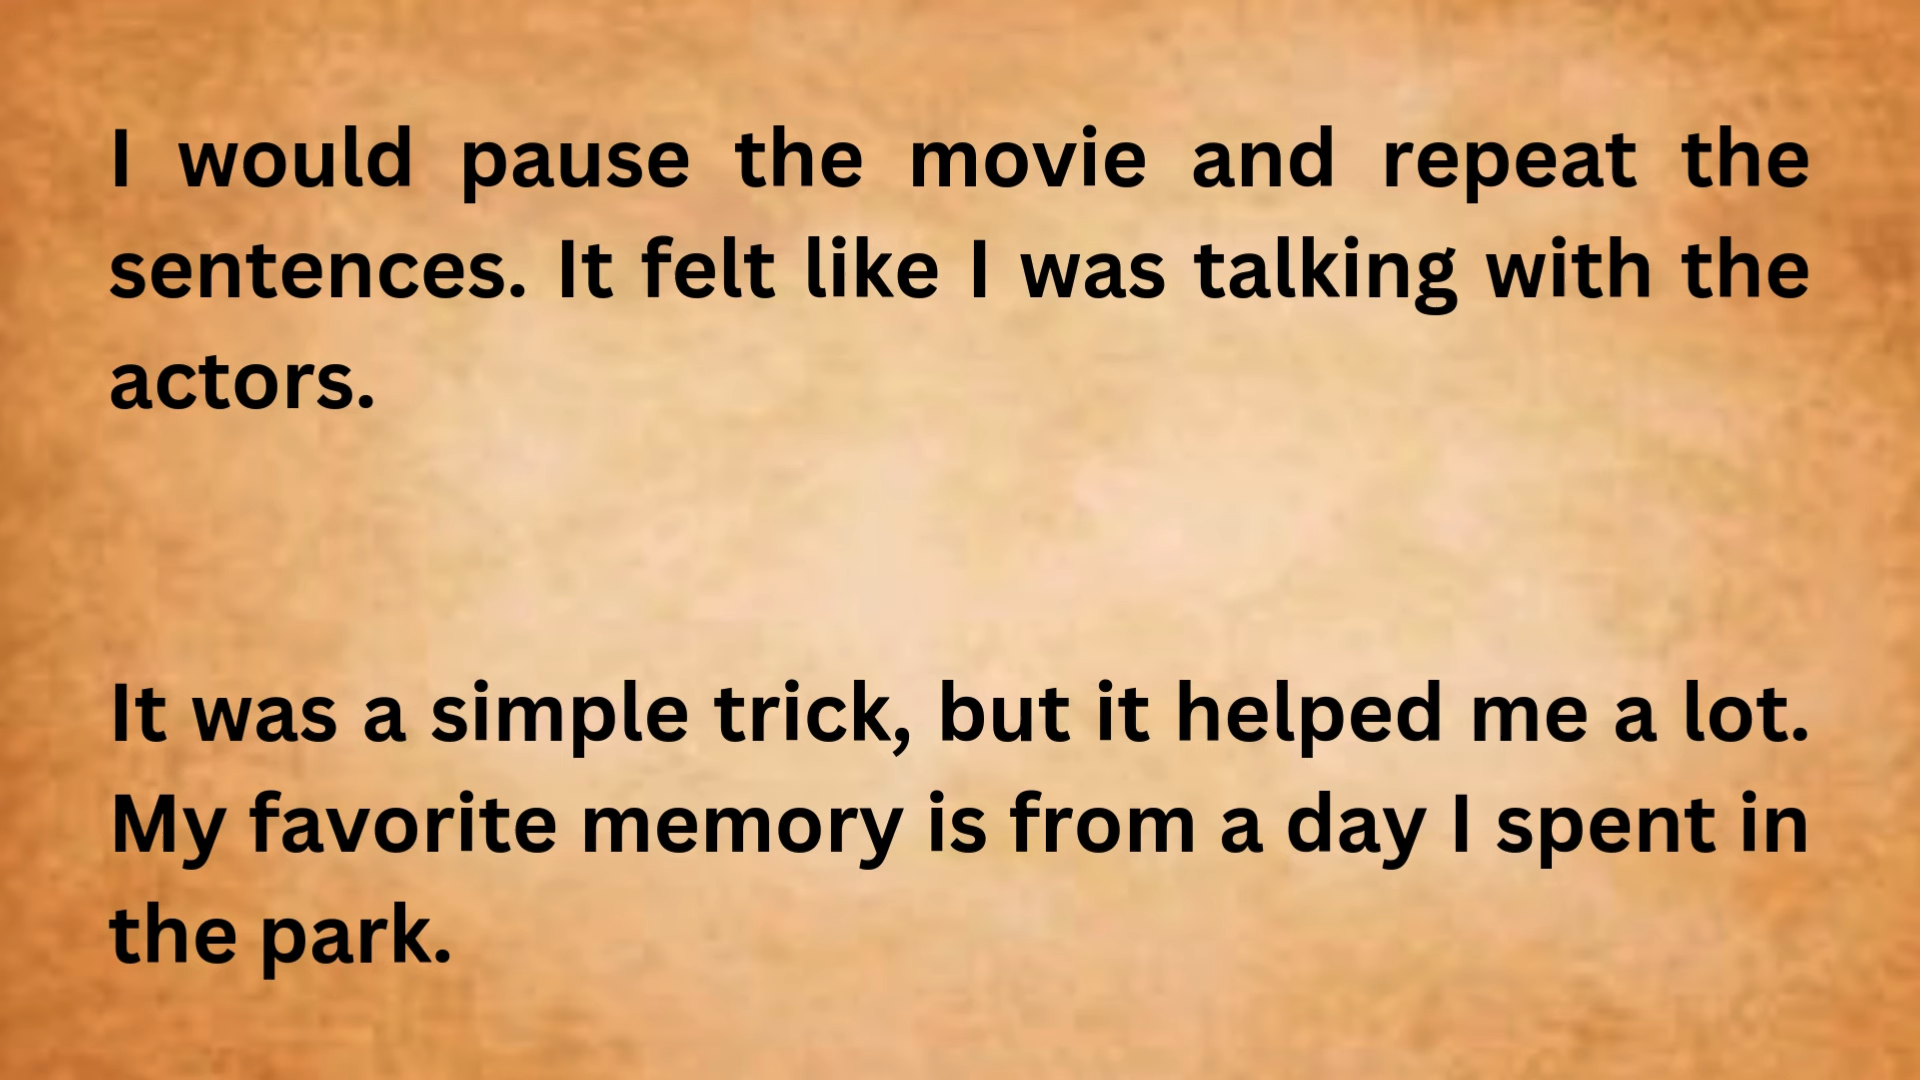 I would pause the movie and repeat the
sentences. It felt like I was talking with the
actors.
It was a simple trick, but it helped me a lot.
My favorite memory is from a day I spent in
the park.